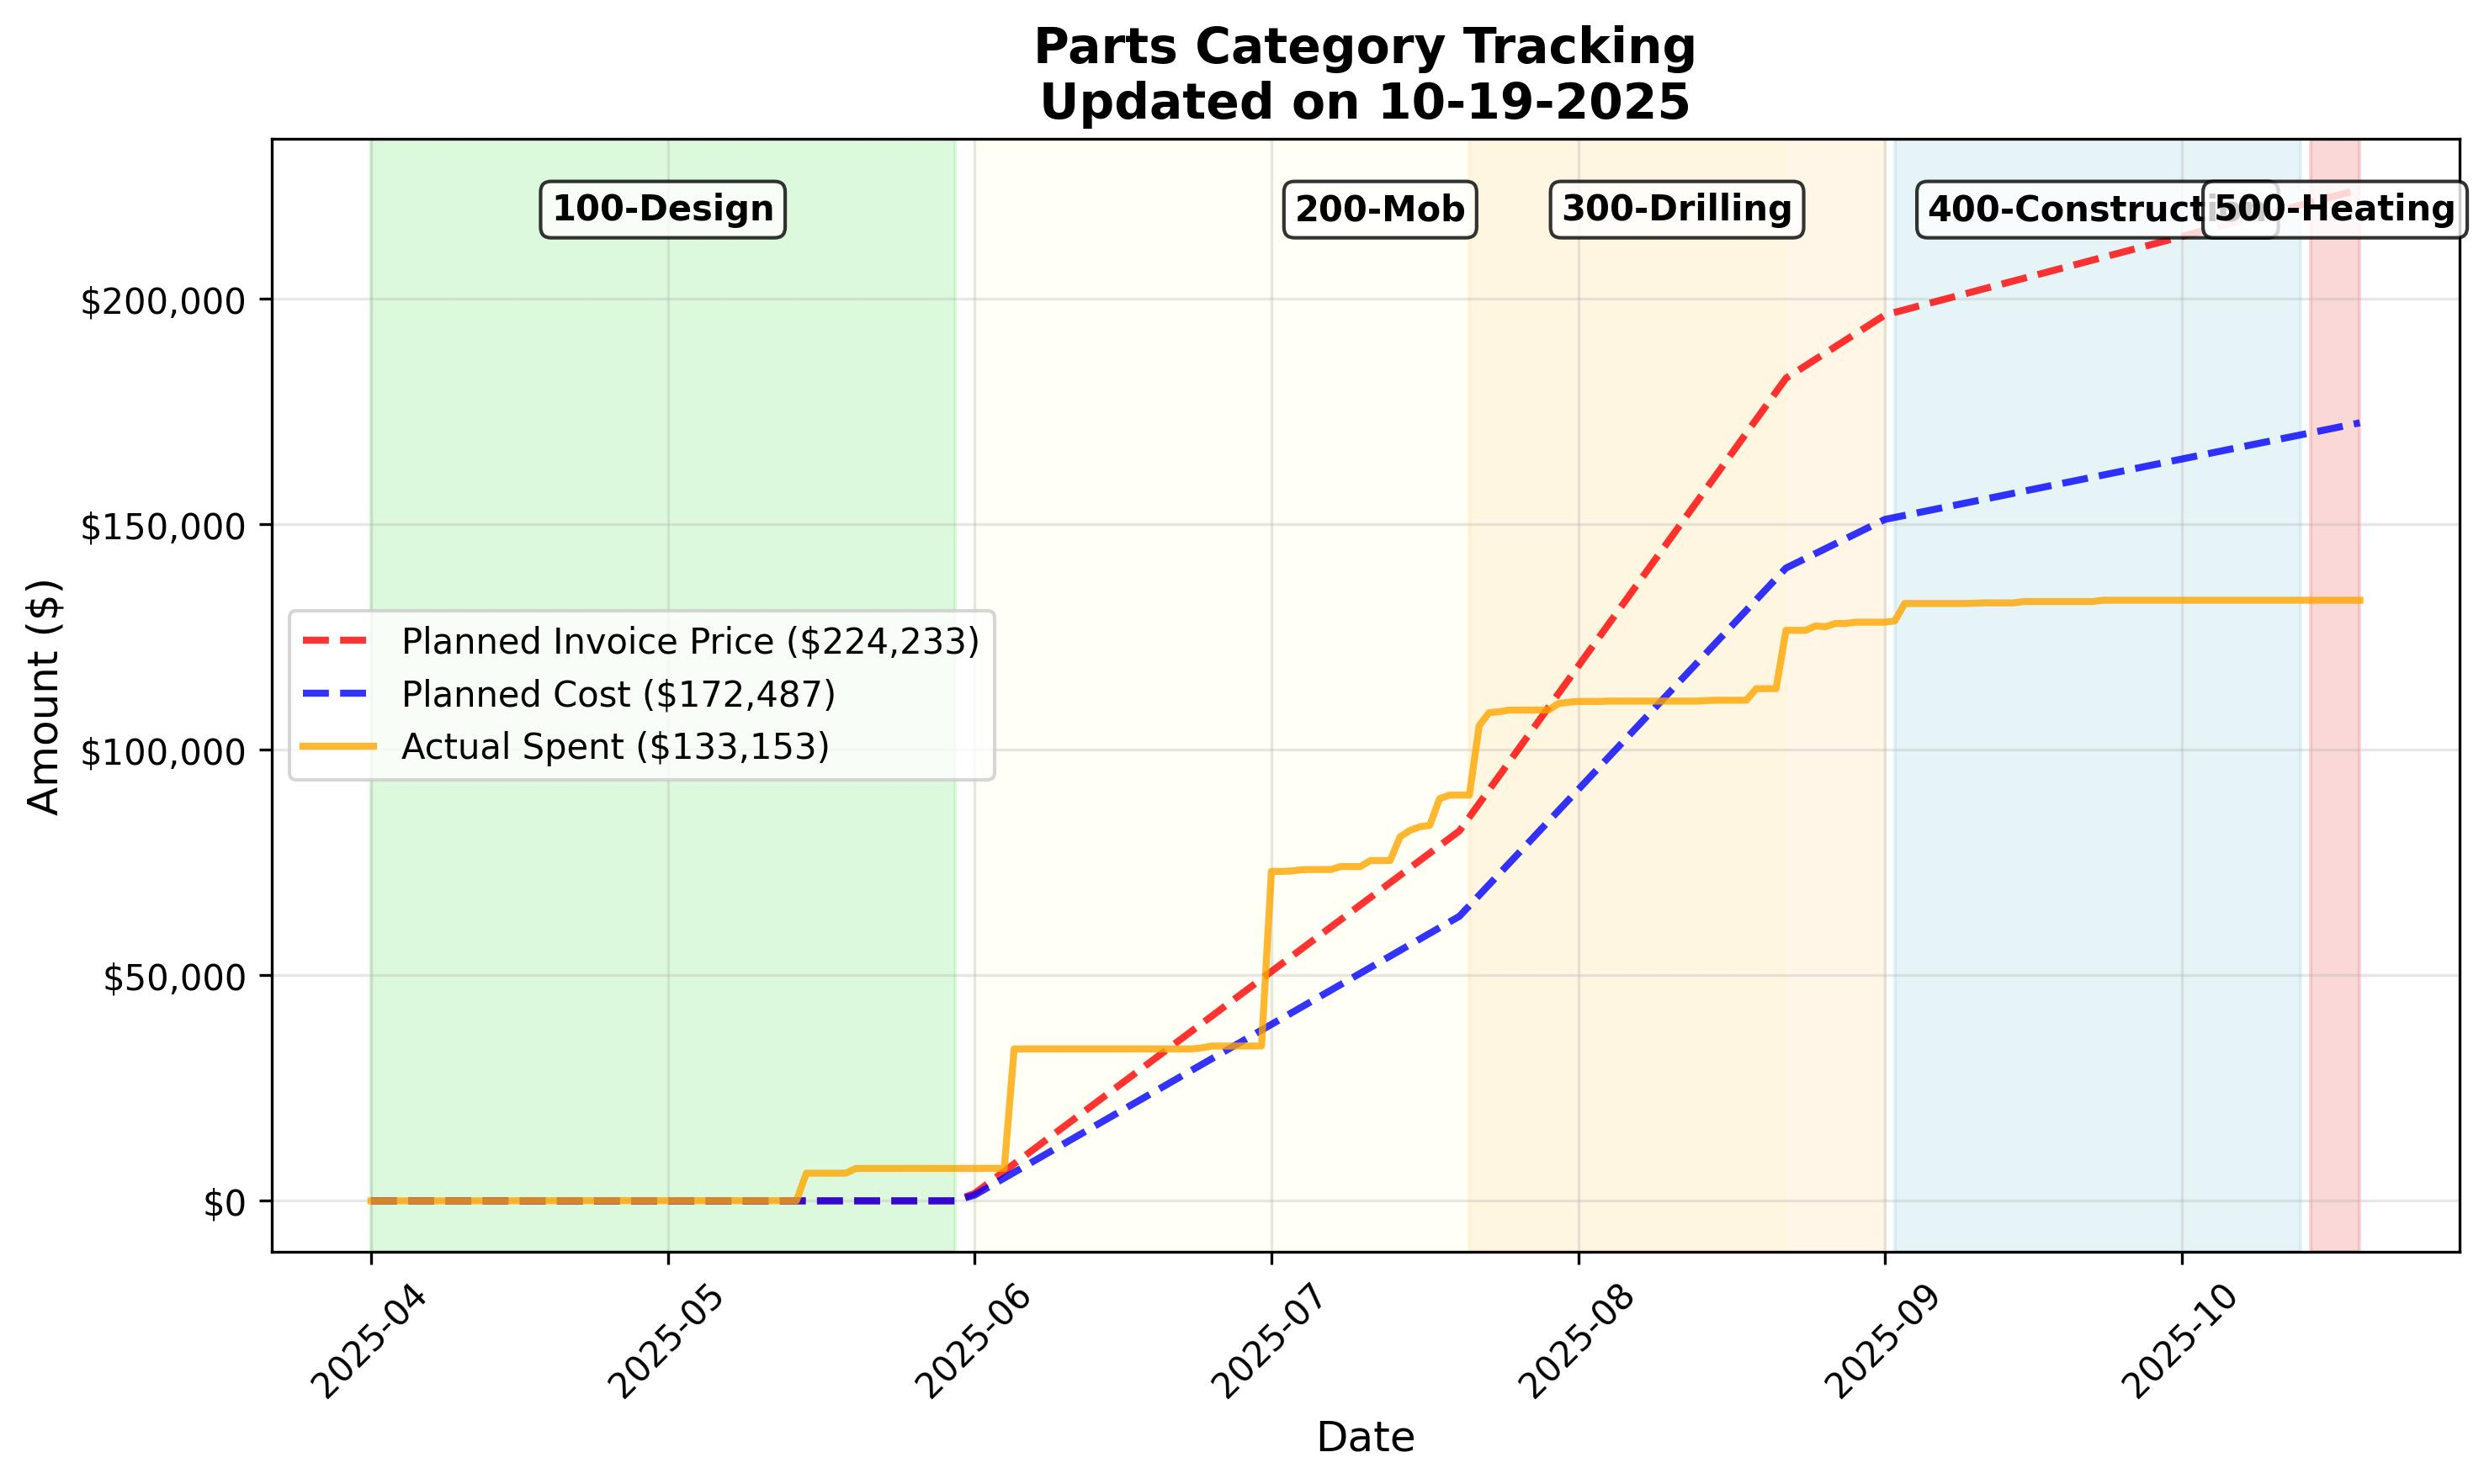 Parts Category Tracking
Updated on 10-19-2025
100-Design
200-Mob
300-Drilling
400-Construction
500-Heating
Amount ($)
$200,000
$150,000
$100,000
$50,000
$0
Planned Invoice Price ($224,233)
Planned Cost ($172,487)
Actual Spent ($133,153)
2025-04
2025-05
2025-06
2025-07
2025-08
2025-09
2025-10
Date